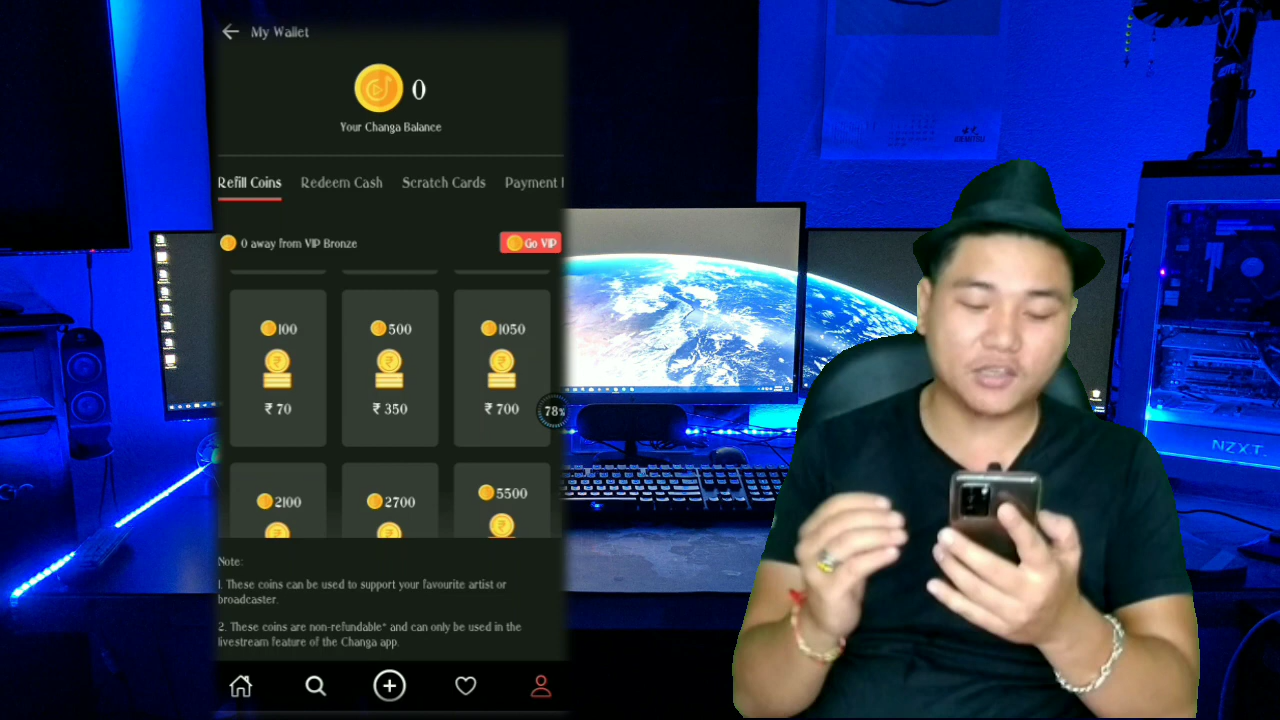 My Wallet
0
Your Changa Balance
Refill Coins Redeem Cash Scratch Cards Payment
0 away from VIP Bronze Go VIP
100 500 1050
₹ 70 ₹ 350 ₹ 700
78%
2100 2700 5500
Note:
1. These coins can be used to support your favourite artist or
broadcaster.
2. These coins are non-refundable* and can only be used in the
livestream feature of the Changa app.
NZXT